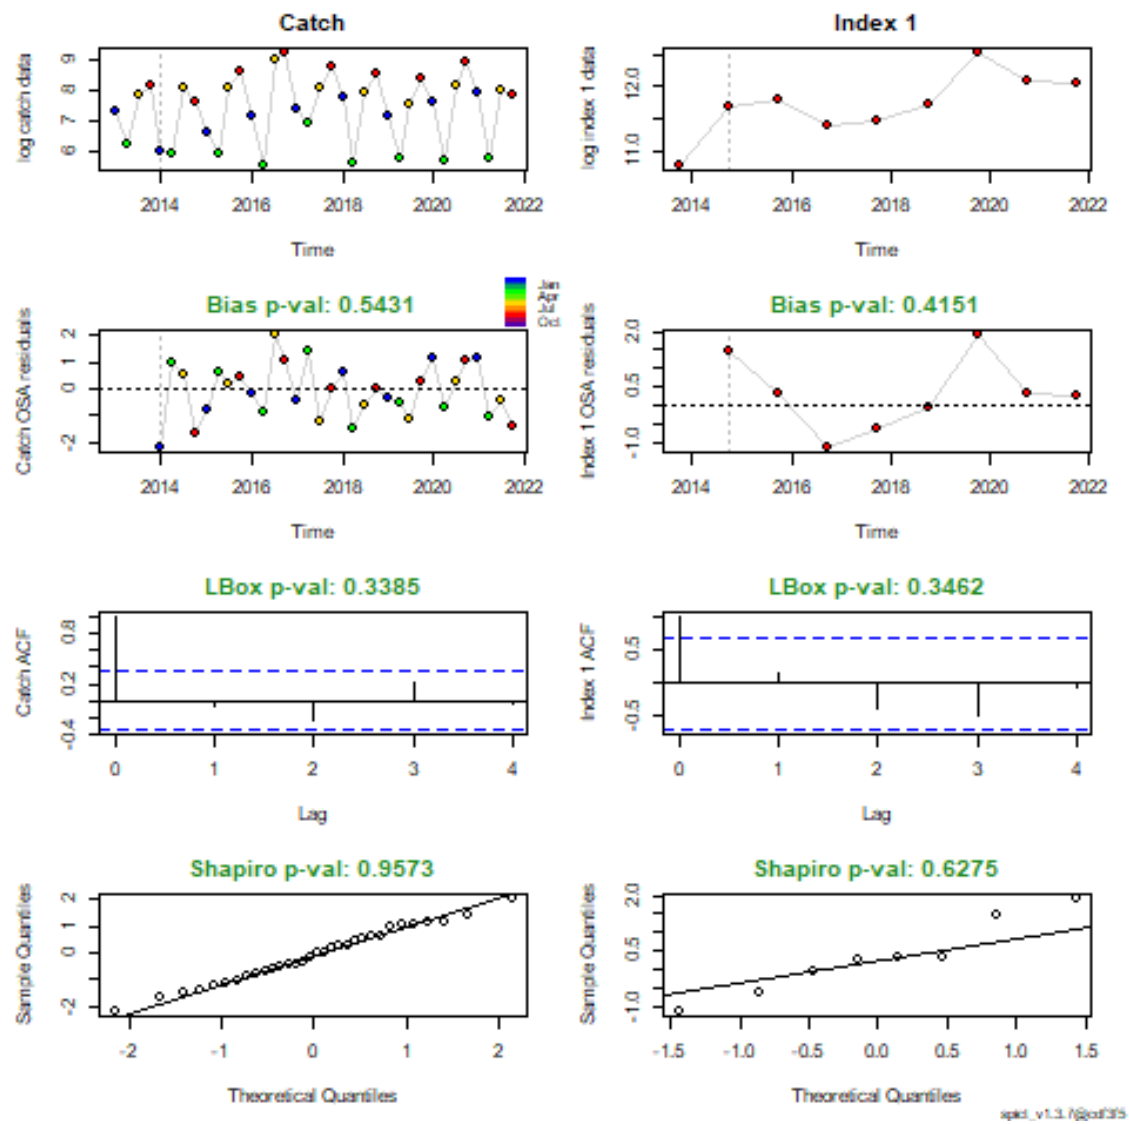 Catch
Index 1
log catch data
9
8
7
6
2014 2016 2018 2020 2022
Time
log index 1 data
12.0
11.0
2014 2016 2018 2020 2022
Time
Bias p-val: 0.5431
Jan
Apr
Jul
Oct
Catch OSA residuals
2
1
0
-2
2014 2016 2018 2020 2022
Time
Bias p-val: 0.4151
Index 1 OSA residuals
2.0
0.5
-1.0
2014 2016 2018 2020 2022
Time
LBox p-val: 0.3385
Catch ACF
0.8
0.2
-0.4
0 1 2 3 4
Lag
LBox p-val: 0.3462
Index 1 ACF
0.5
-0.5
0 1 2 3 4
Lag
Shapiro p-val: 0.9573
Sample Quantiles
2
1
0
-2
-2 -1 0 1 2
Theoretical Quantiles
Shapiro p-val: 0.6275
Sample Quantiles
2.0
0.5
-1.0
-1.5 -1.0 -0.5 0.0 0.5 1.0 1.5
Theoretical Quantiles